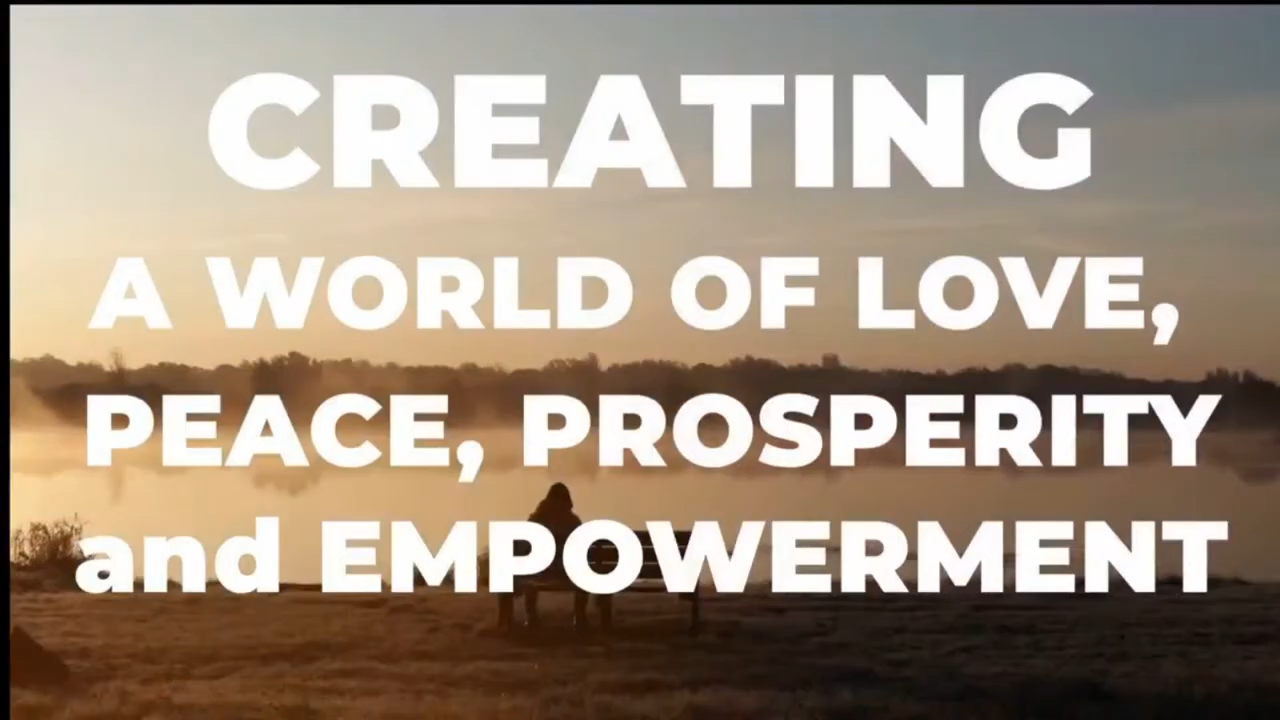 CREATING
A WORLD OF LOVE,
PEACE, PROSPERITY
and EMPOWERMENT